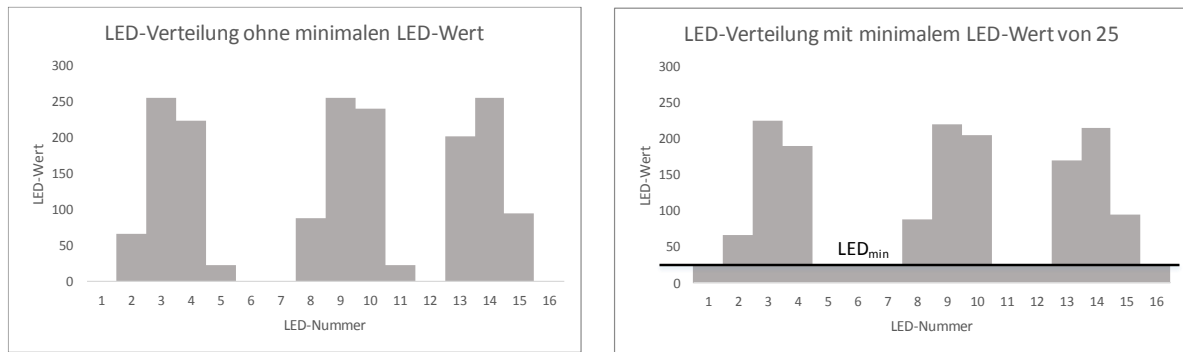 LED-Verteilung ohne minimalen LED-Wert
300
250
200
150
100
50
0
LED-Wert
1 2 3 4 5 6 7 8 9 10 11 12 13 14 15 16
LED-Nummer
LED-Verteilung mit minimalem LED-Wert von 25
300
250
200
150
100
50
0
LED-Wert
LEDmin
1 2 3 4 5 6 7 8 9 10 11 12 13 14 15 16
LED-Nummer